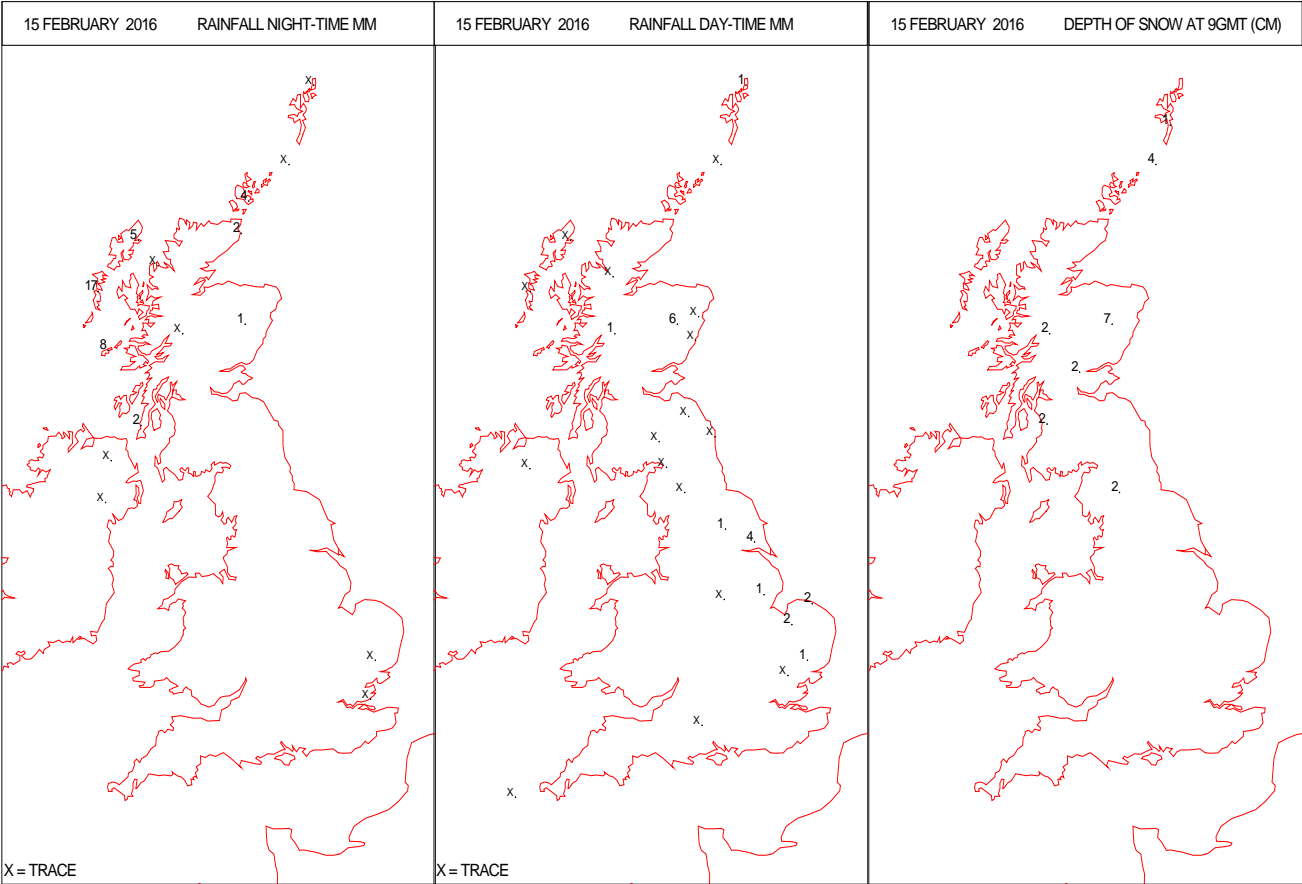 15 FEBRUARY 2016 RAINFALL NIGHT-TIME MM
X.
X.
4.
2.
5.
X.
17.
1.
X.
8.
2.
X.
X.
X.
X.
X = TRACE
15 FEBRUARY 2016 RAINFALL DAY-TIME MM
1.
X.
X.
X.
X.
X.
6.
1.
X.
X.
X.
X.
X.
X.
X.
1.
4.
1.
X.
2.
2.
1.
X.
X.
X.
X = TRACE
15 FEBRUARY 2016 DEPTH OF SNOW AT 9GMT (CM)
1.
4.
7.
2.
2.
2.
2.